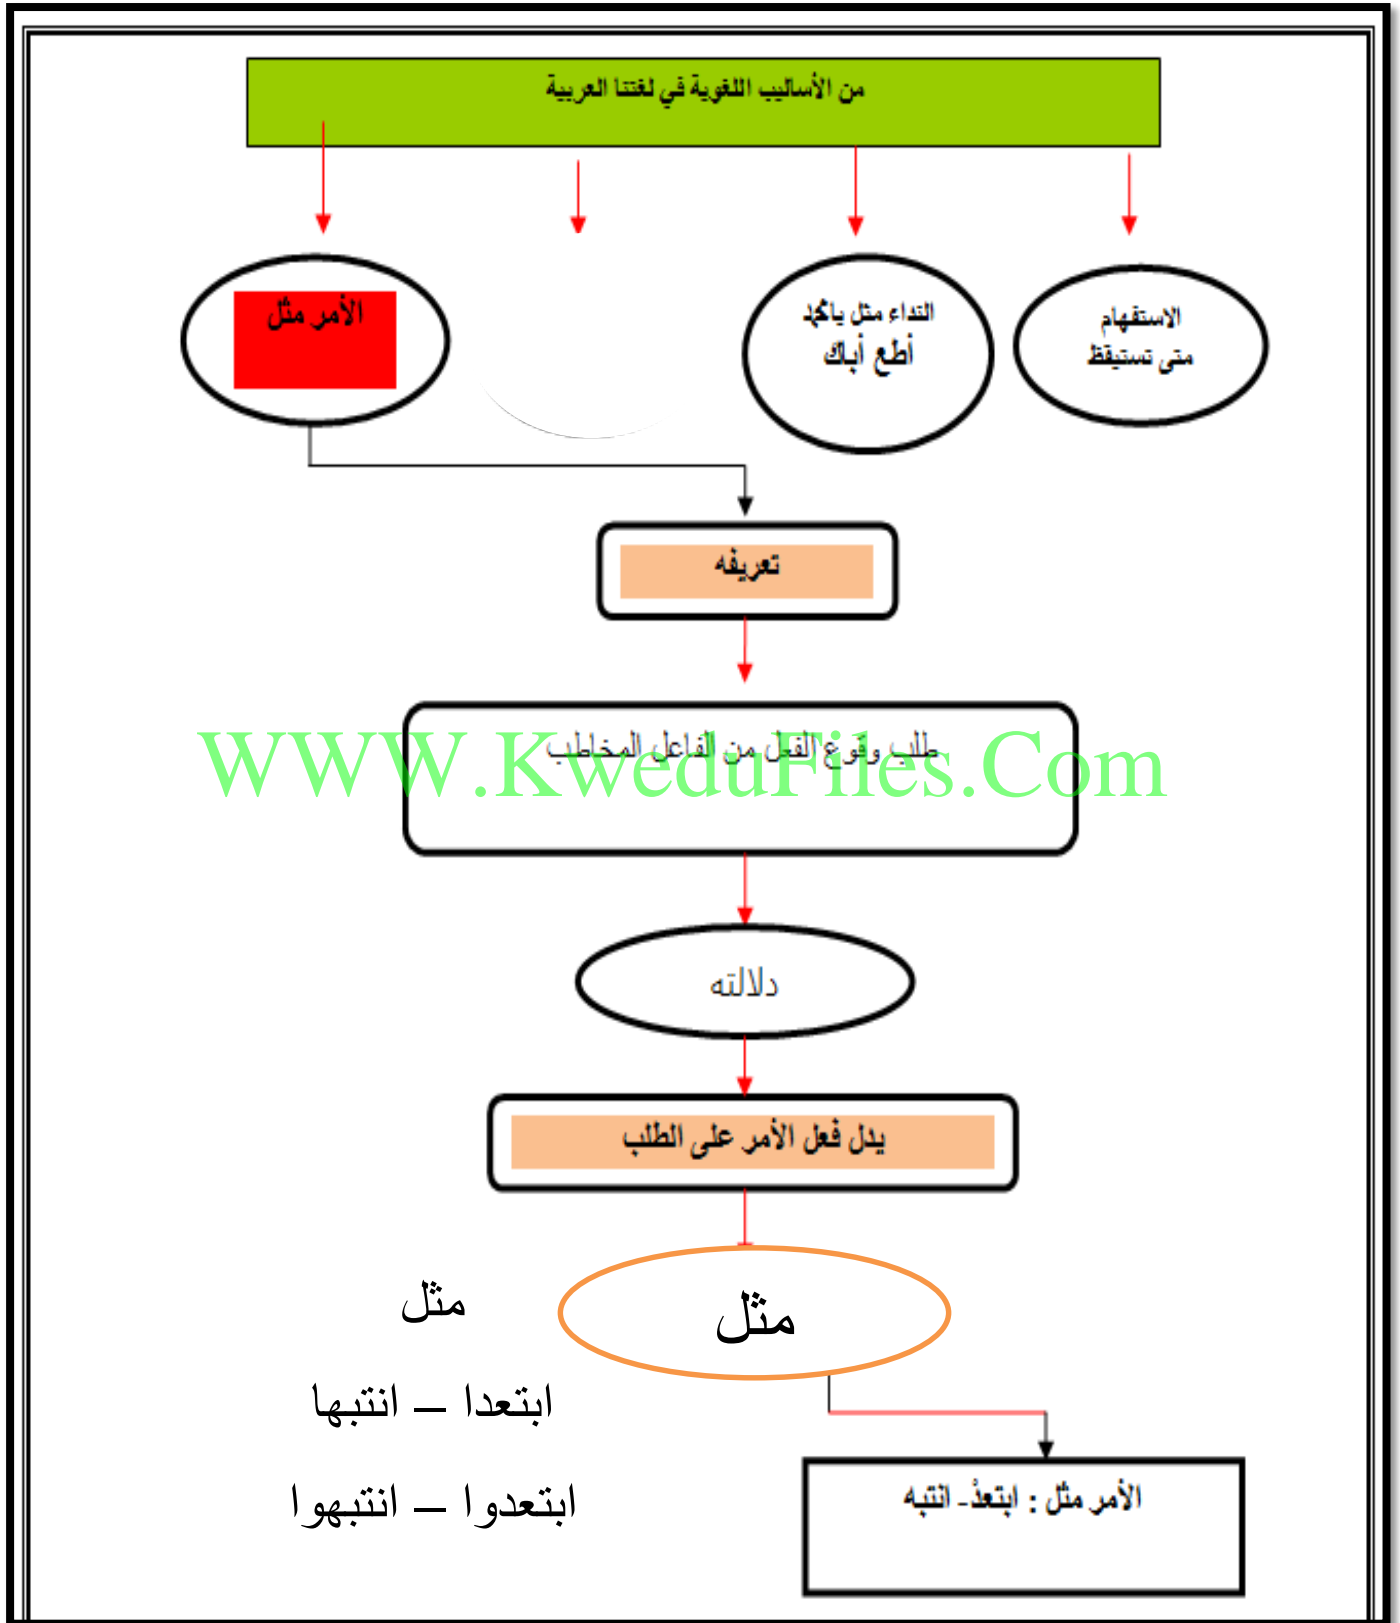 من الأساليب اللغوية في لغتنا العربية
الاستفهام
متى تستيقظ
النداء مثل يا محمد
أطع أباك
الأمر مثل
تعريفه
طلب وقوع الفعل من الفاعل المخاطب
WWW.KweduFiles.Com
دلالته
يدل فعل الأمر على الطلب
مثل
مثل
ابتعدا – انتبها
ابتعدوا – انتبهوا
الأمر مثل : ابتعدْ- انتبه